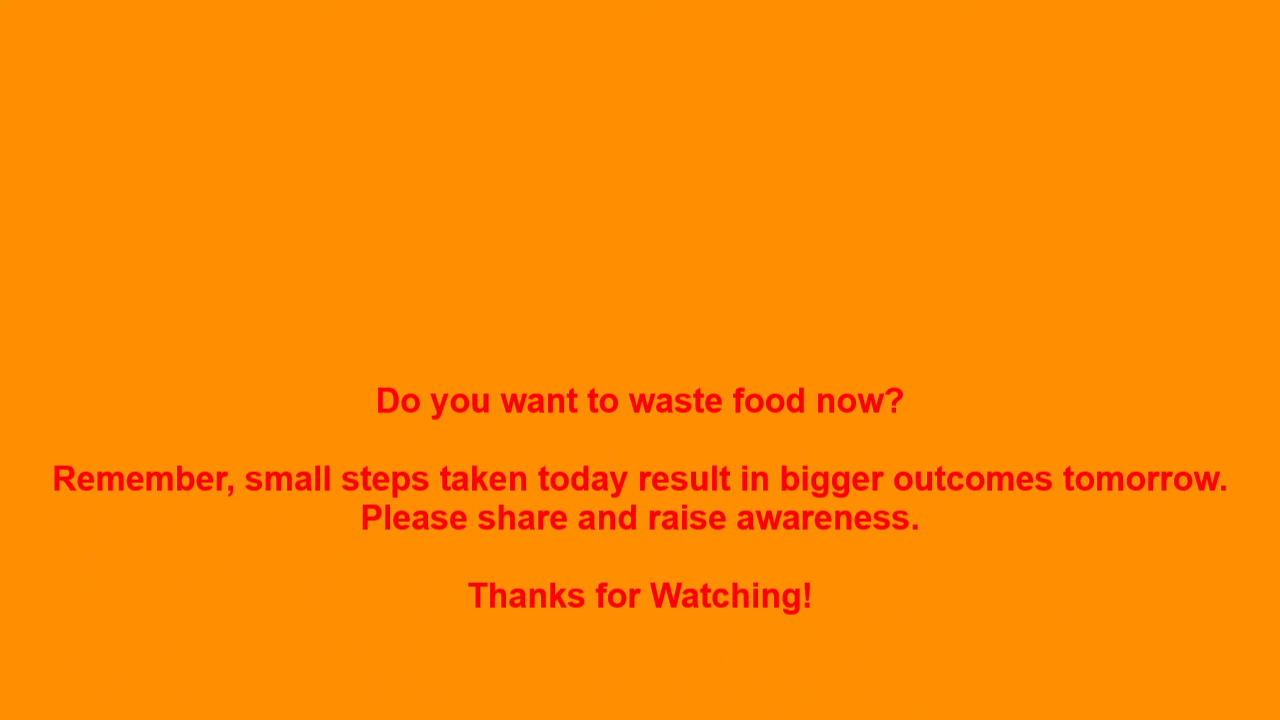 Do you want to waste food now?
Remember, small steps taken today result in bigger outcomes tomorrow.
Please share and raise awareness.
Thanks for Watching!